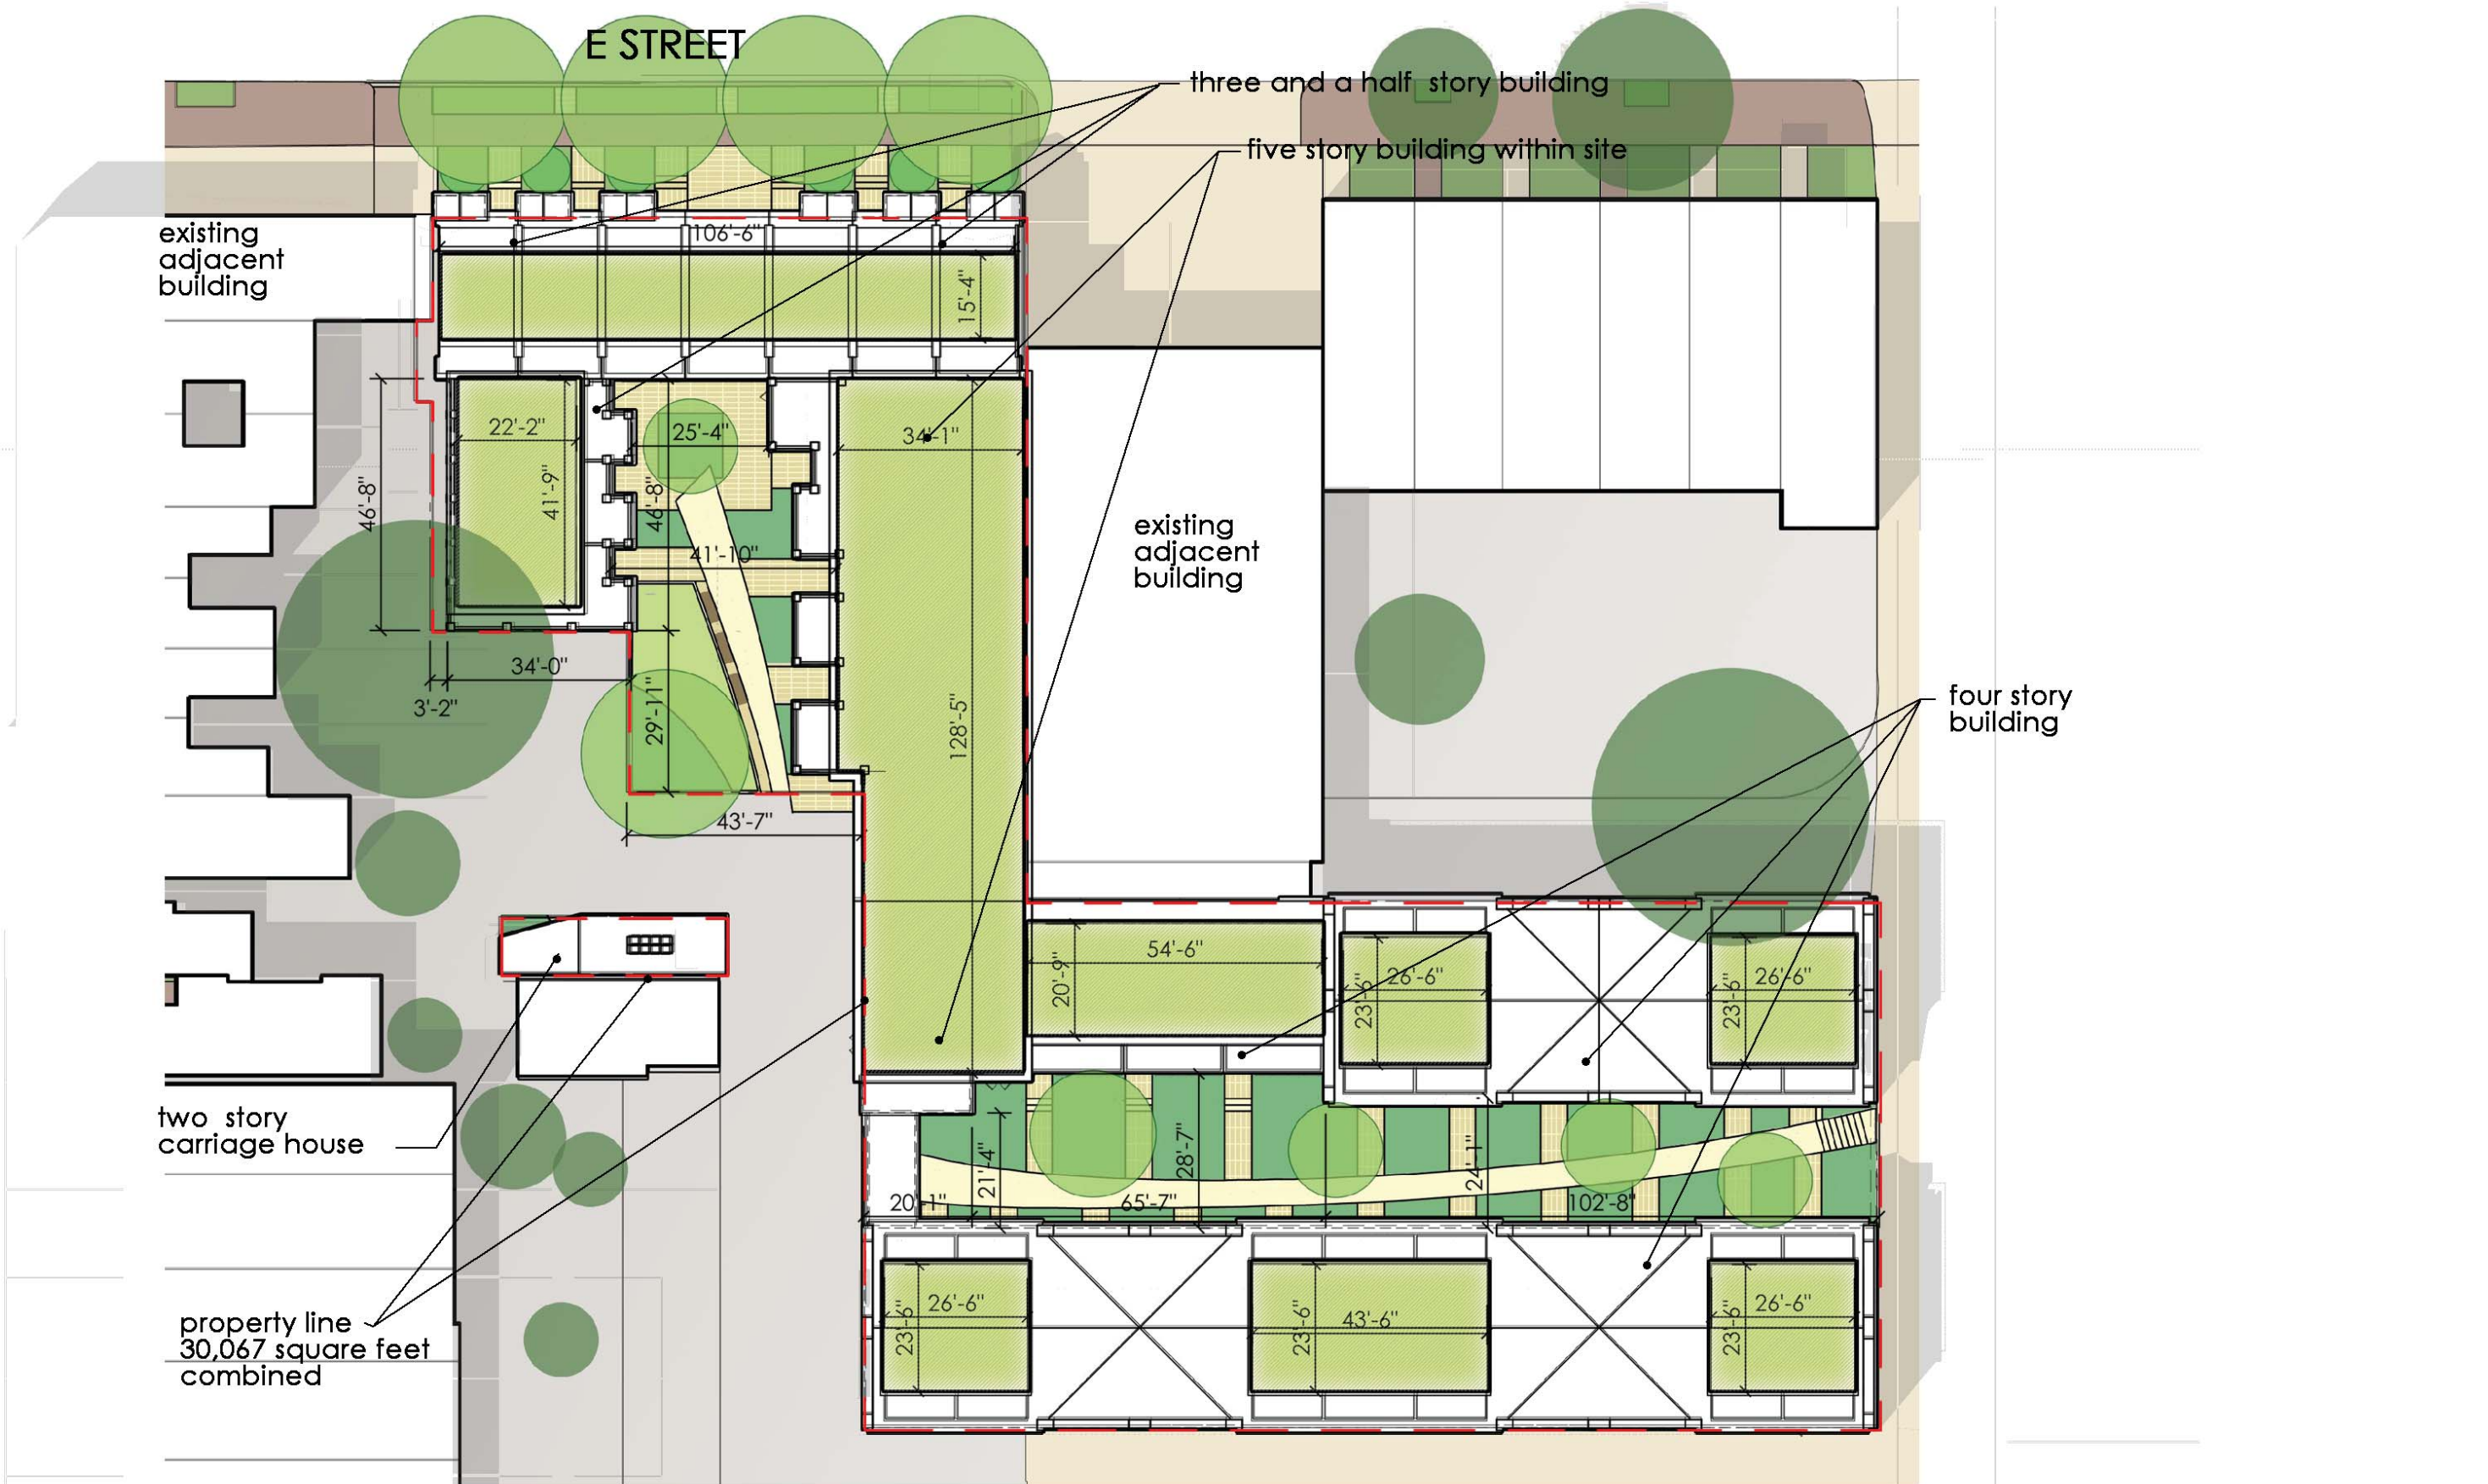 E STREET
three and a half story building
five story building within site
existing
adjacent
building
106'-6"
15'-4"
22'-2"
25'-4"
34'-1"
46'-8"
41'-9"
46'-8"
41'-10"
existing
adjacent
building
34'-0"
3'-2"
29'-1"
128'-5"
four story
building
43'-7"
54'-6"
20'-9"
26'-6"
23'-6"
26'-6"
23'-6"
two story
carriage house
21'-4"
28'-7"
24'-1"
20'-1"
65'-7"
102'-8"
property line
30,067 square feet
combined
26'-6"
23'-6"
43'-6"
23'-6"
26'-6"
23'-6"